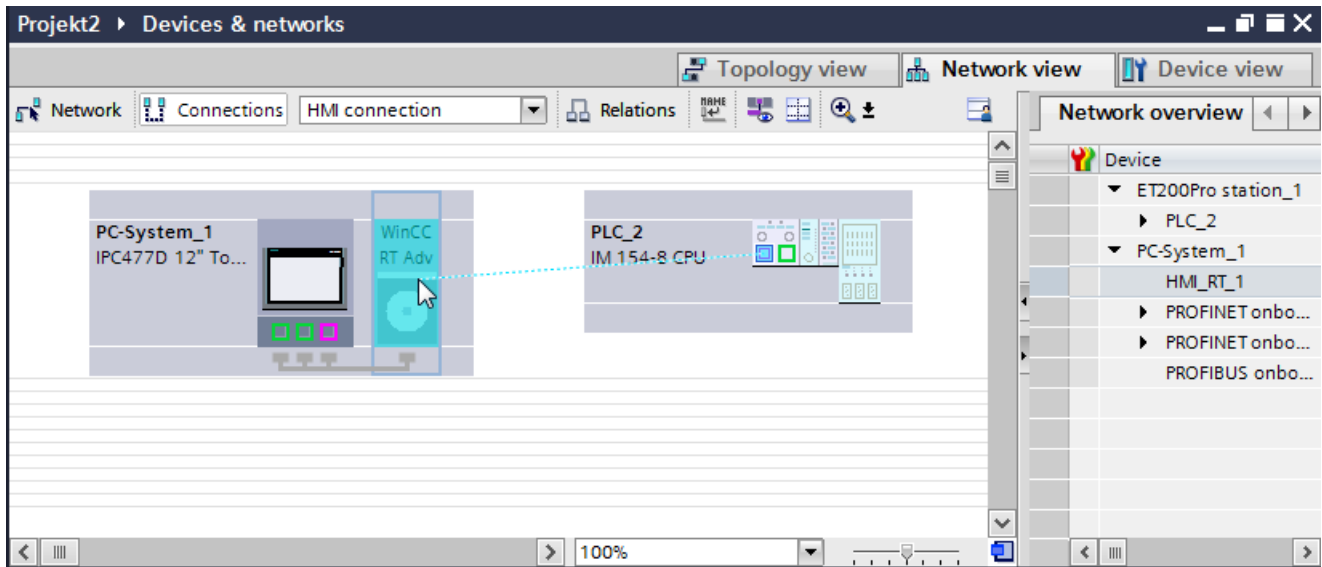 Projekt2 ▸ Devices & networks
Topology view Network view Device view
Network Connections HMI connection Relations NAME Network overview
Device
ET200Pro station_1
PLC_2
PC-System_1
HMI_RT_1
PROFINET onbo...
PROFINET onbo...
PROFIBUS onbo...
PC-System_1
IPC477D 12" To...
WinCC
RT Adv
PLC_2
IM 154-8 CPU
100%